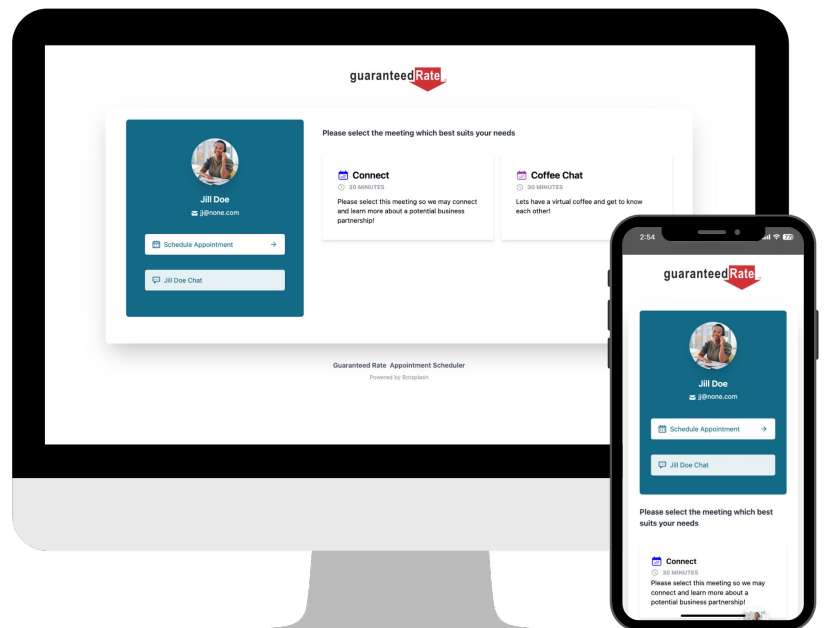 guaranteedRate
Please select the meeting which best suits your needs
Jill Doe
jj@none.com
Schedule Appointment
Jill Doe Chat
Connect
30 MINUTES
Please select this meeting so we may connect
and learn more about a potential business
partnership!
Coffee Chat
30 MINUTES
Lets have a virtual coffee and get to know
each other!
Guaranteed Rate Appointment Scheduler
Powered by Botsplash
2:54
77
guaranteedRate
Jill Doe
jj@none.com
Schedule Appointment
Jill Doe Chat
Please select the meeting which best
suits your needs
Connect
30 MINUTES
Please select this meeting so we may
connect and learn more about a
potential business partnership!